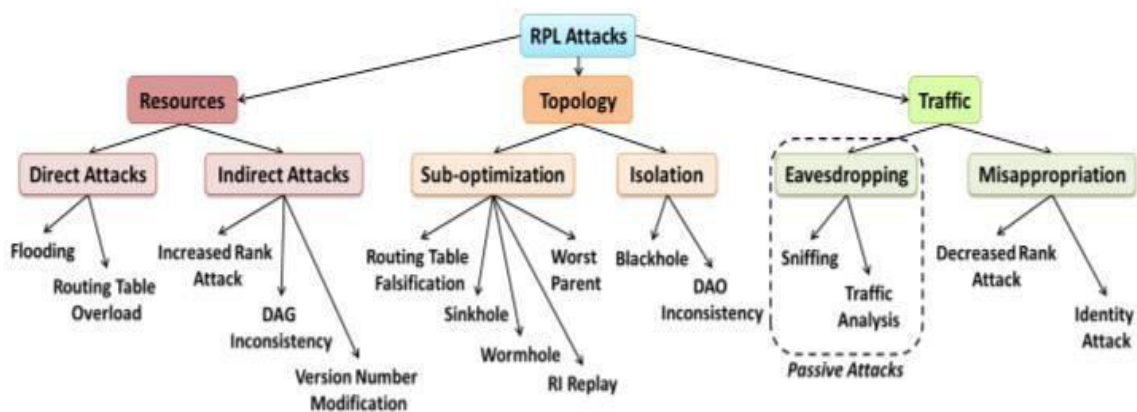 RPL Attacks
Resources
Topology
Traffic
Direct Attacks
Indirect Attacks
Sub-optimization
Isolation
Eavesdropping
Misappropriation
Flooding
Routing Table
Overload
Increased Rank
Attack
DAG
Inconsistency
Version Number
Modification
Routing Table
Falsification
Sinkhole
Wormhole
RI Replay
Worst
Parent
Blackhole
DAO
Inconsistency
Sniffing
Traffic
Analysis
Passive Attacks
Decreased Rank
Attack
Identity
Attack